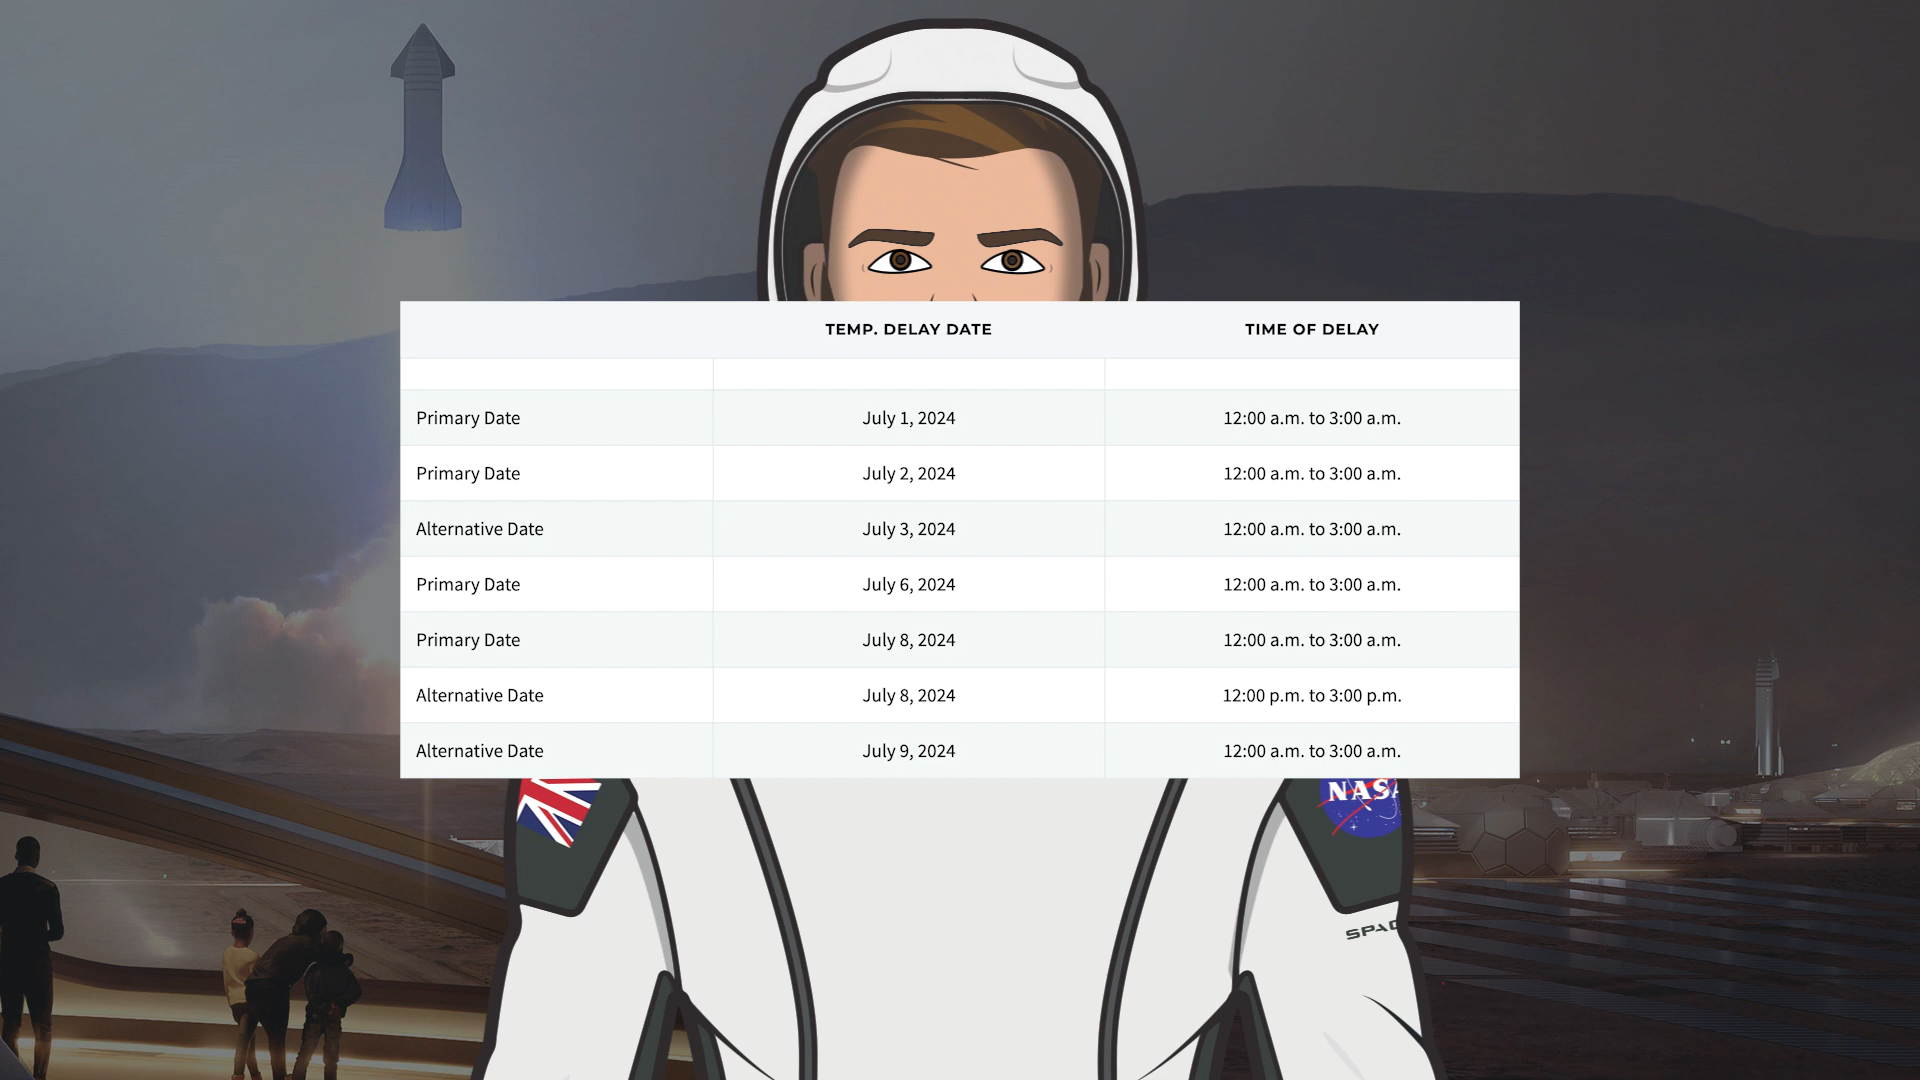 TEMP. DELAY DATE TIME OF DELAY
Primary Date July 1, 2024 12:00 a.m. to 3:00 a.m.
Primary Date July 2, 2024 12:00 a.m. to 3:00 a.m.
Alternative Date July 3, 2024 12:00 a.m. to 3:00 a.m.
Primary Date July 6, 2024 12:00 a.m. to 3:00 a.m.
Primary Date July 8, 2024 12:00 a.m. to 3:00 a.m.
Alternative Date July 8, 2024 12:00 p.m. to 3:00 p.m.
Alternative Date July 9, 2024 12:00 a.m. to 3:00 a.m.
NASA
SPAC